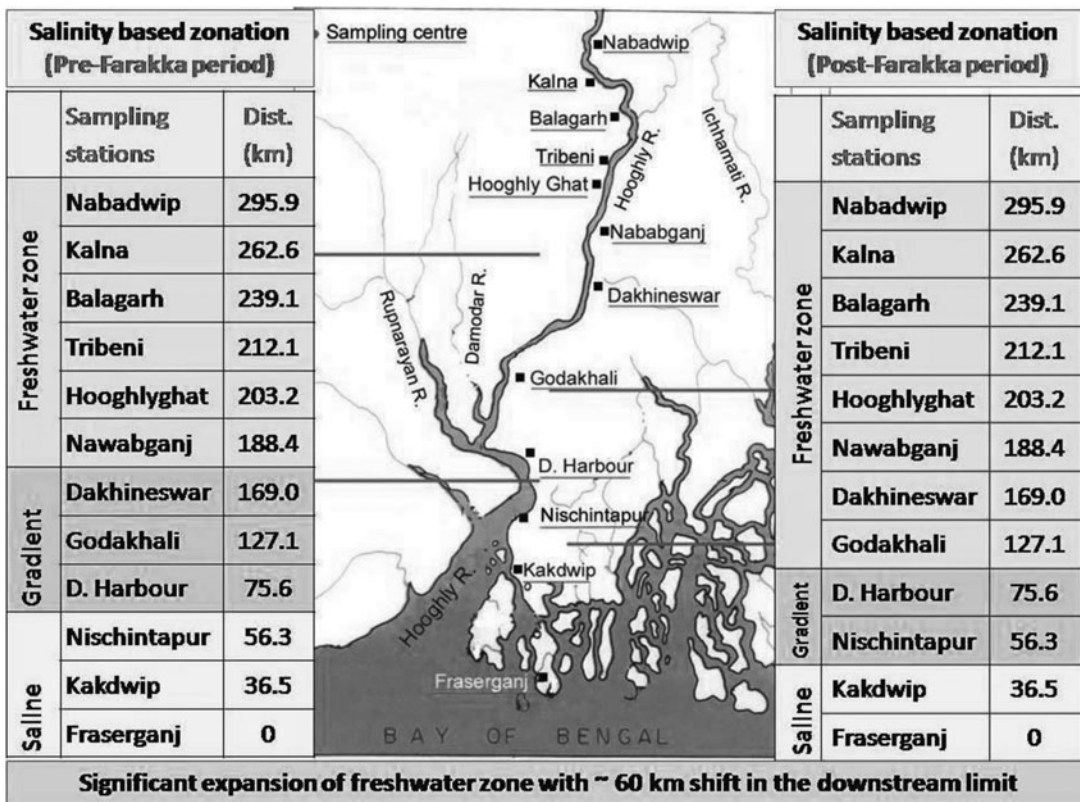 Salinity based zonation
(Pre-Farakka period)
Sampling stations Dist. (km)
Freshwater zone
Nabadwip 295.9
Kalna 262.6
Balagarh 239.1
Tribeni 212.1
Hooghlyghat 203.2
Nawabganj 188.4
Gradient
Dakhineswar 169.0
Godakhali 127.1
D. Harbour 75.6
Saline
Nischintapur 56.3
Kakdwip 36.5
Fraserganj 0
Sampling centre
Nabadwip
Kalna
Balagarh
Tribeni
Hooghly Ghat
Hooghly R.
Ichhamati R.
Nababganj
Dakhineswar
Damodar R.
Rupnarayan R.
Godakhali
D. Harbour
Nischintapur
Kakdwip
Hooghly R.
Fraserganj
BAY OF BENGAL
Salinity based zonation
(Post-Farakka period)
Sampling stations Dist. (km)
Freshwater zone
Nabadwip 295.9
Kalna 262.6
Balagarh 239.1
Tribeni 212.1
Hooghlyghat 203.2
Nawabganj 188.4
Dakhineswar 169.0
Godakhali 127.1
Gradient
D. Harbour 75.6
Nischintapur 56.3
Saline
Kakdwip 36.5
Fraserganj 0
Significant expansion of freshwater zone with ~ 60 km shift in the downstream limit